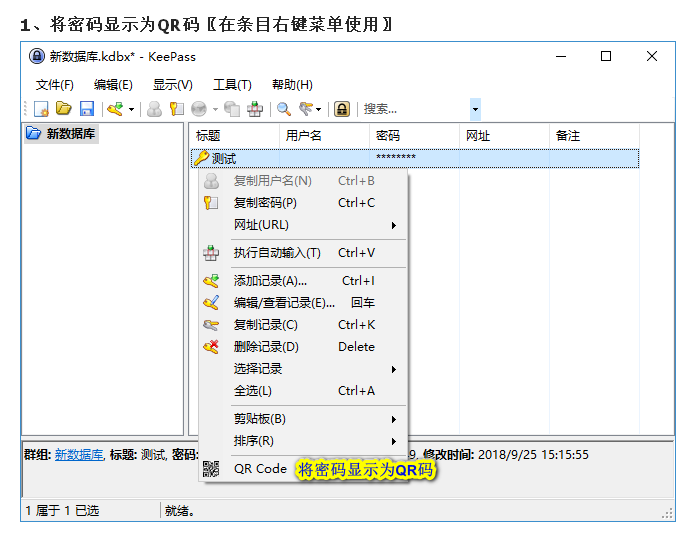 1、将密码显示为QR码〖在条目右键菜单使用〗
新数据库.kdbx* - KeePass
文件(F) 编辑(E) 显示(V) 工具(T) 帮助(H)
搜索...
新数据库
标题 用户名 密码 网址 备注
测试 ********
复制用户名(N) Ctrl+B
复制密码(P) Ctrl+C
网址(URL)
执行自动输入(T) Ctrl+V
添加记录(A)... Ctrl+I
编辑/查看记录(E)... 回车
复制记录(C) Ctrl+K
删除记录(D) Delete
选择记录
全选(L) Ctrl+A
剪贴板(B)
排序(R)
QR Code 将密码显示为QR码
群组: 新数据库, 标题: 测试, 密码: 9, 修改时间: 2018/9/25 15:15:55
1 属于 1 已选 就绪。